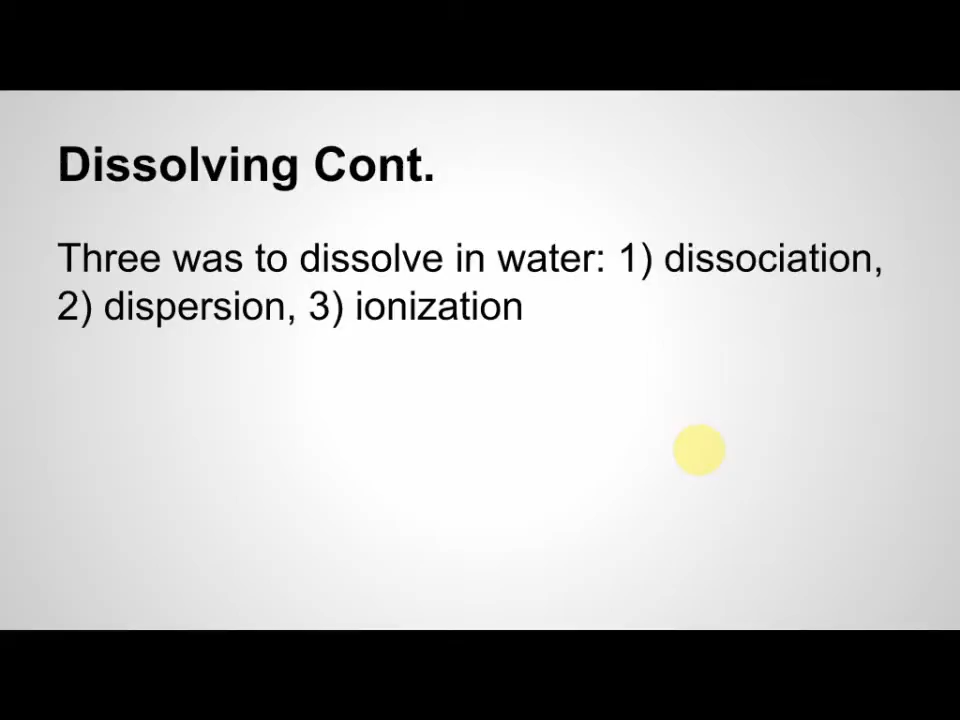 Dissolving Cont.
Three was to dissolve in water: 1) dissociation,
2) dispersion, 3) ionization